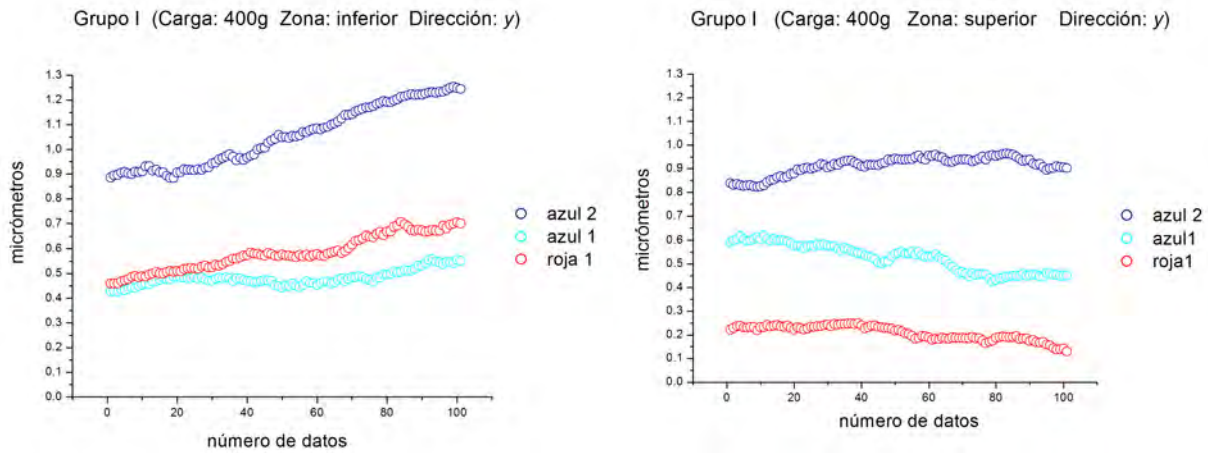 Grupo I (Carga: 400g Zona: inferior Dirección: y)
micrómetros
1.3
1.2
1.1
1.0
0.9
0.8
0.7
0.6
0.5
0.4
0.3
0.2
0.1
0.0
0 20 40 60 80 100
número de datos
azul 2
azul 1
roja 1
Grupo I (Carga: 400g Zona: superior Dirección: y)
micrómetros
1.3
1.2
1.1
1.0
0.9
0.8
0.7
0.6
0.5
0.4
0.3
0.2
0.1
0.0
0 20 40 60 80 100
número de datos
azul 2
azul1
roja1